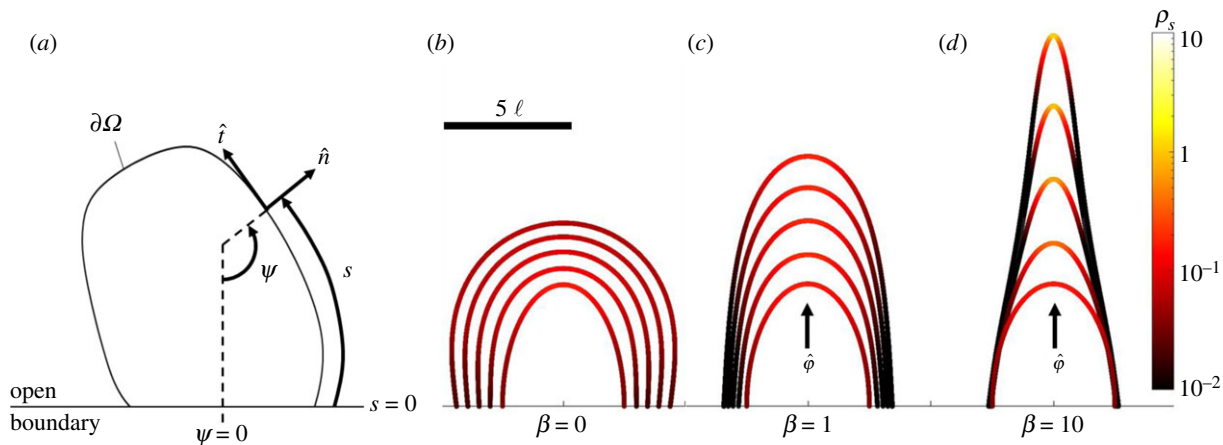 (a)
∂Ω
t̂
n̂
ψ
s
open
boundary
s = 0
ψ = 0
(b)
5 ℓ
β = 0
(c)
φ̂
β = 1
(d)
φ̂
β = 10
ρs
10
1
10⁻¹
10⁻²